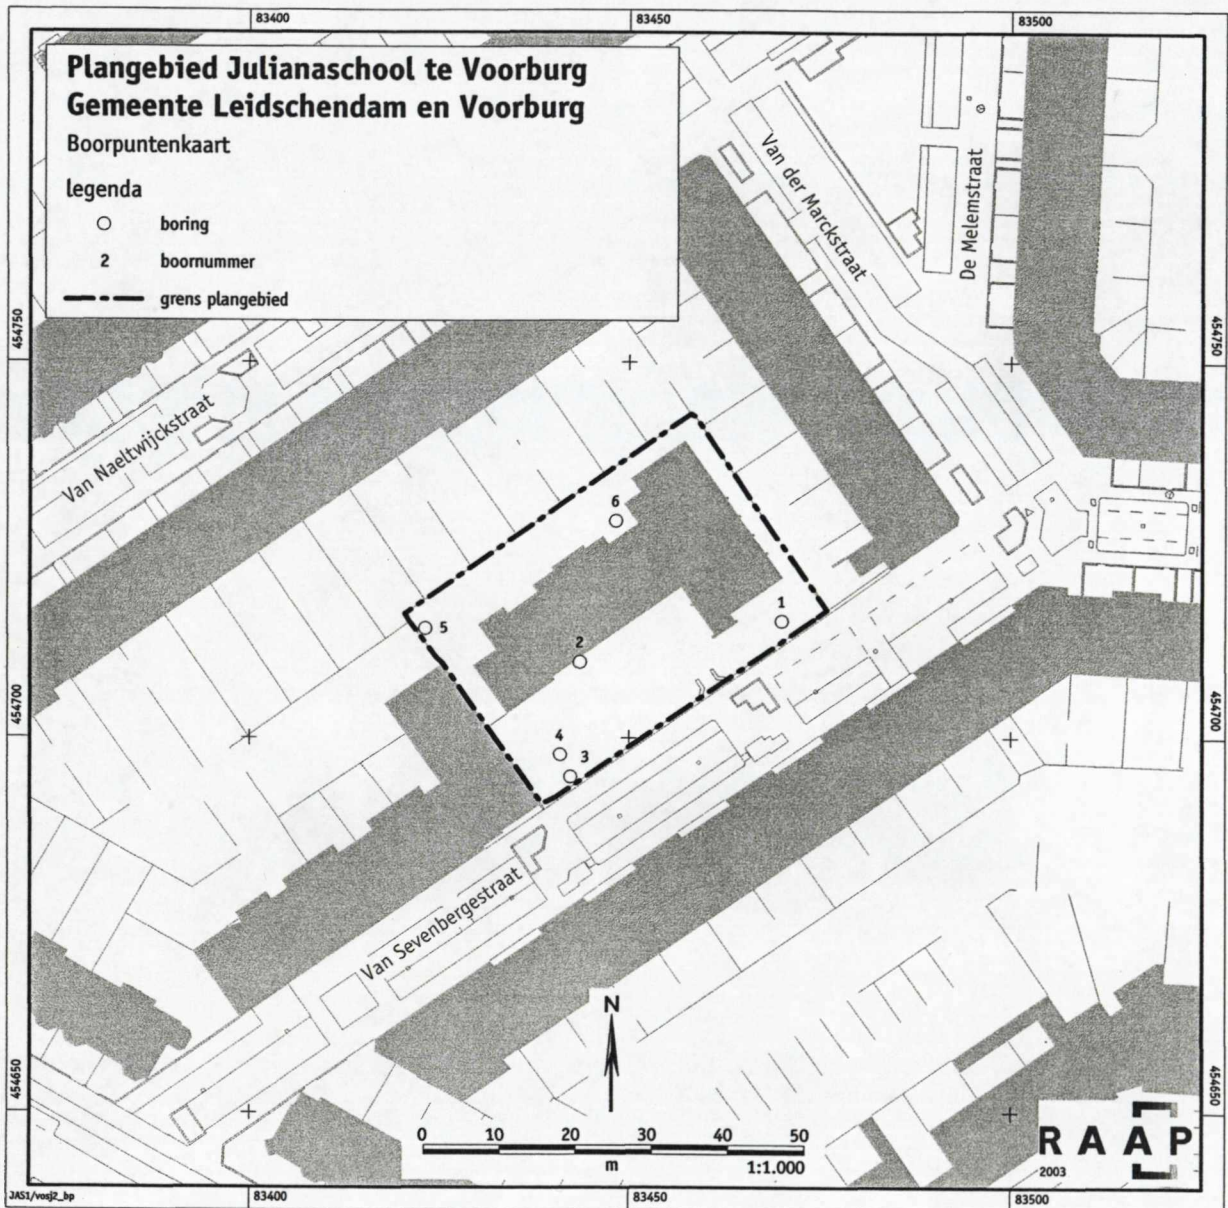 83400
83450
83500
Plangebied Julianaschool te Voorburg
Gemeente Leidschendam en Voorburg
Boorpuntenkaart
legenda
boring
2 boornummer
grens plangebied
Van der Marckstraat
De Melemstraat
454750
454750
Van Naeltwijckstraat
6
1
5
2
454700
454700
4
3
Van Sevenbergestraat
N
454650
454650
0 10 20 30 40 50
m 1:1.000
RAAP
2003
JAS1/vosj2_bp
83400
83450
83500